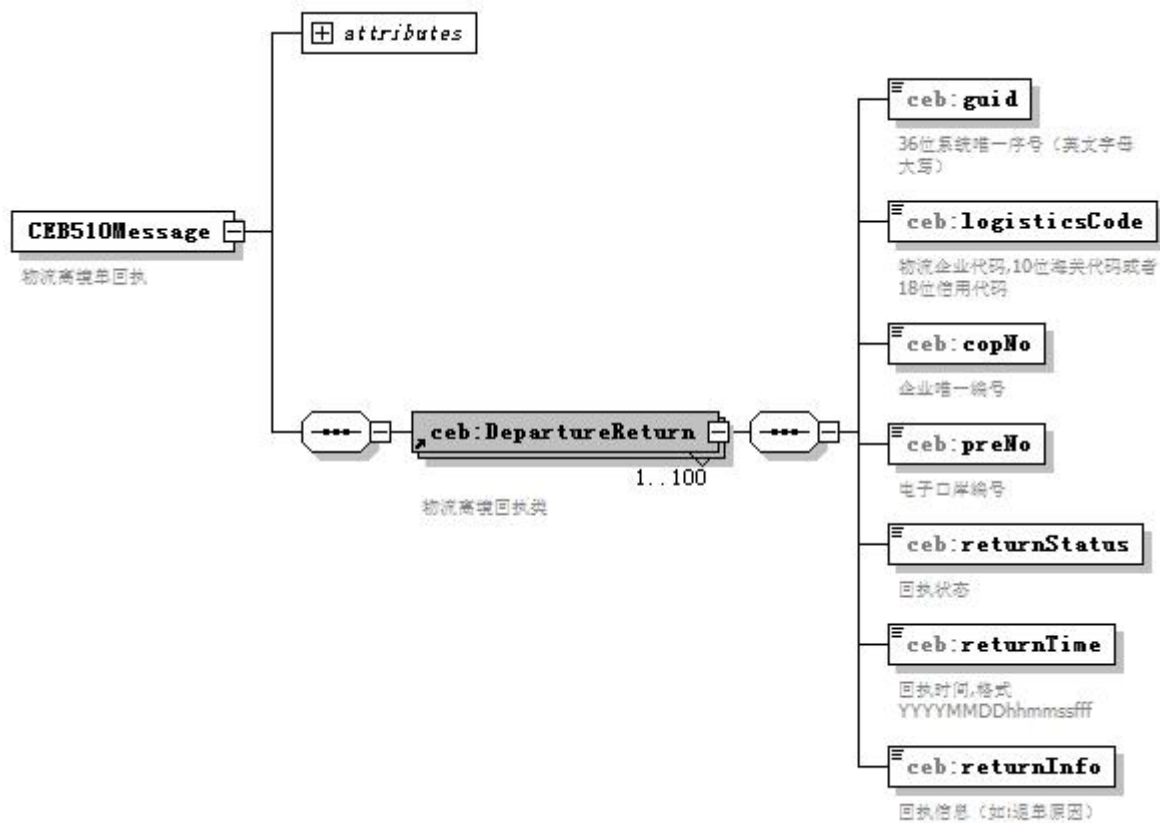 attributes
ceb:guid
36位系统唯一序号（英文字母
大写）
ceb:logisticsCode
物流企业代码,10位海关代码或者
18位信用代码
CEB510Message
物流离境单回执
ceb:copNo
企业唯一编号
ceb:DepartureReturn
1..100
物流离境回执类
ceb:preNo
电子口岸编号
ceb:returnStatus
回执状态
ceb:returnTime
回执时间,格式
YYYYMMDDhhmmssfff
ceb:returnInfo
回执信息（如:退单原因）